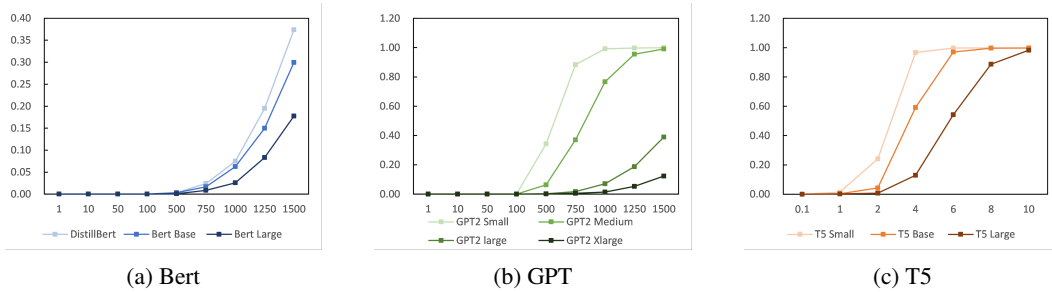 0.40
0.35
0.30
0.25
0.20
0.15
0.10
0.05
0.00
1 10 50 100 500 750 1000 1250 1500
DistillBert Bert Base Bert Large
(a) Bert
1.20
1.00
0.80
0.60
0.40
0.20
0.00
1 10 50 100 500 750 1000 1250 1500
GPT2 Small GPT2 Medium
GPT2 large GPT2 Xlarge
(b) GPT
1.20
1.00
0.80
0.60
0.40
0.20
0.00
0.1 1 2 4 6 8 10
T5 Small T5 Base T5 Large
(c) T5